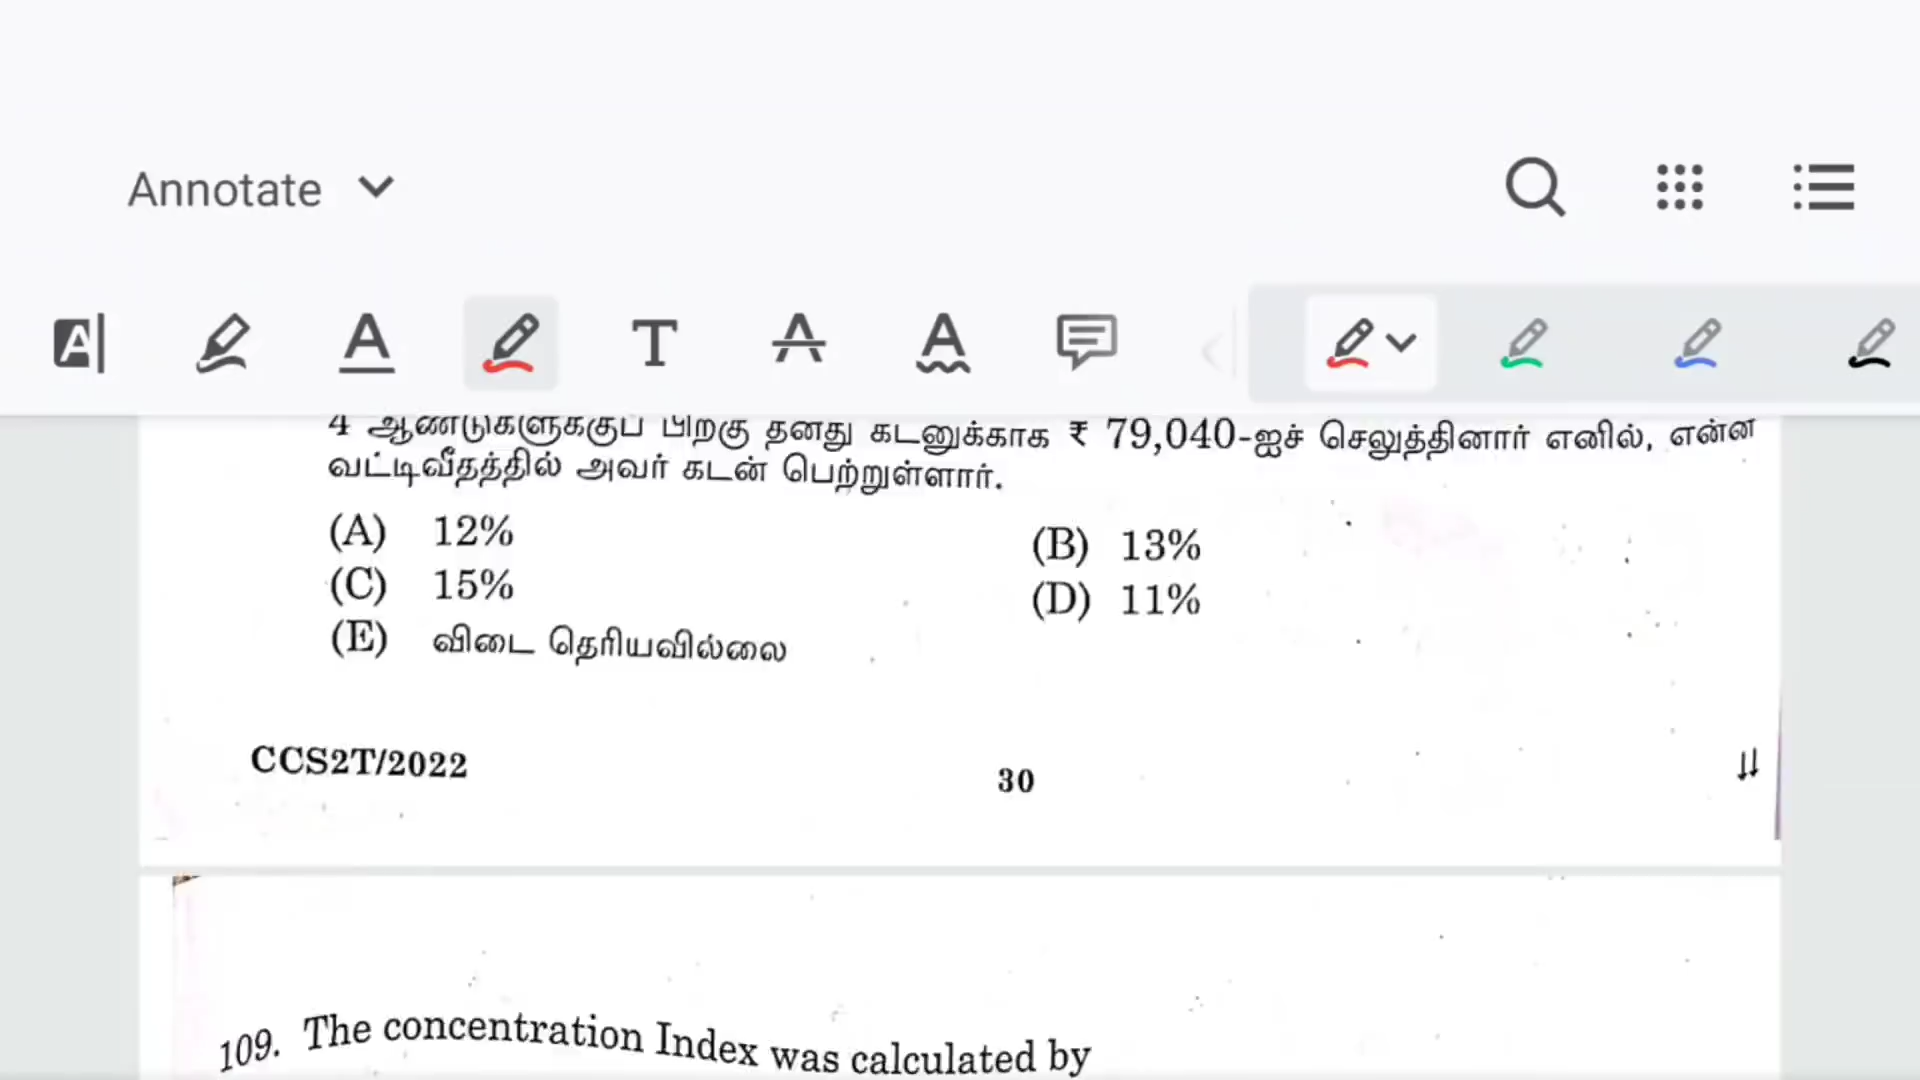 Annotate
4 ஆண்டுகளுக்குப் பிறகு தனது கடனுக்காக ₹ 79,040-ஐச் செலுத்தினார் எனில், என்ன
வட்டிவீதத்தில் அவர் கடன் பெற்றுள்ளார்.
(A) 12% (B) 13%
(C) 15% (D) 11%
(E) விடை தெரியவில்லை
CCS2T/2022 30
109. The concentration Index was calculated by